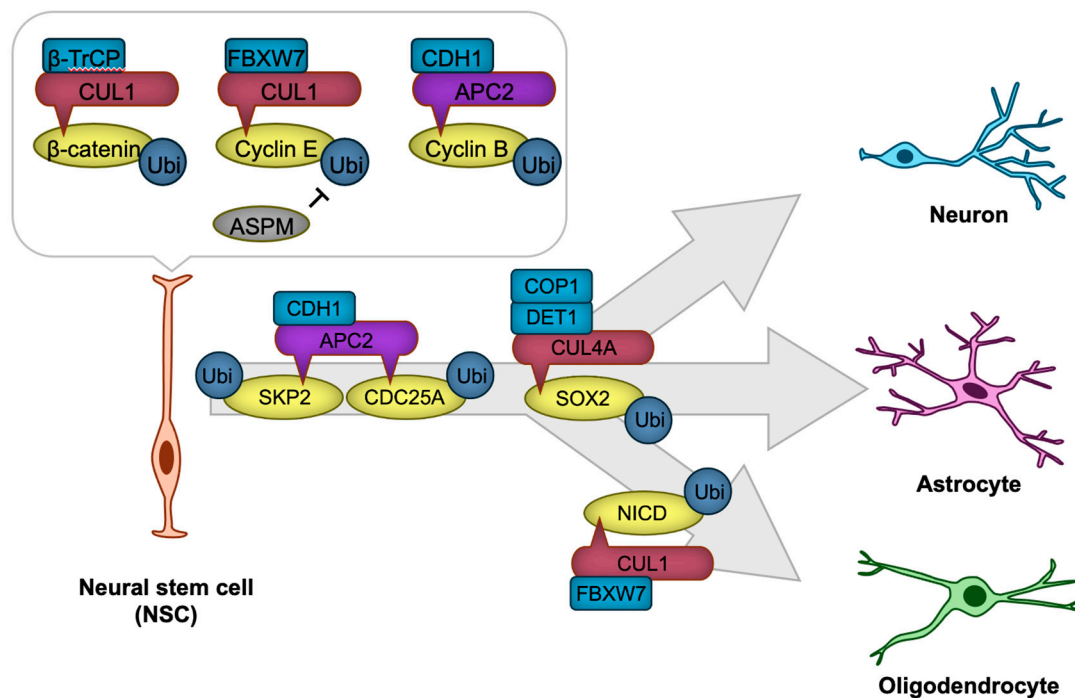 β-TrCP
CUL1
β-catenin
Ubi
FBXW7
CUL1
Cyclin E
Ubi
CDH1
APC2
Cyclin B
Ubi
ASPM
Neuron
CDH1
APC2
Ubi
SKP2
CDC25A
Ubi
COP1
DET1
CUL4A
SOX2
Ubi
Astrocyte
Ubi
NICD
CUL1
FBXW7
Neural stem cell
(NSC)
Oligodendrocyte